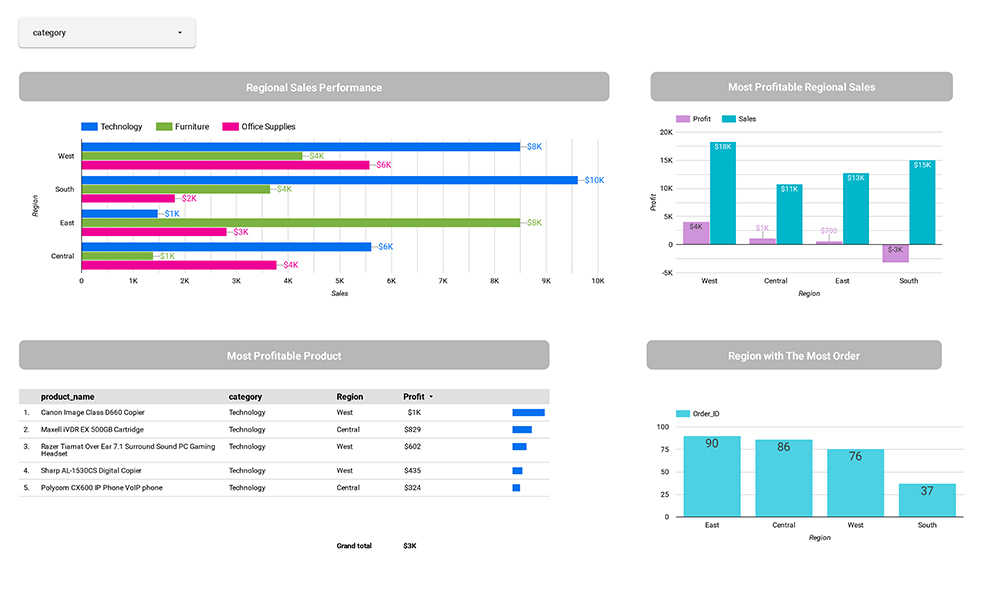 category
Regional Sales Performance
Technology Furniture Office Supplies
Region
West
$8K
$4K
$6K
South
$10K
$4K
$2K
East
$1K
$8K
$3K
Central
$6K
$1K
$4K
0 1K 2K 3K 4K 5K 6K 7K 8K 9K 10K
Sales
Most Profitable Regional Sales
Profit Sales
Profit
20K
15K
10K
5K
0
-5K
$4K $18K
$1K $11K
$700 $13K
$-3K $15K
West Central East South
Region
Most Profitable Product
product_name category Region Profit
1. Canon Image Class D660 Copier Technology West $1K
2. Maxell iVDR EX 500GB Cartridge Technology Central $829
3. Razer Tiamat Over Ear 7.1 Surround Sound PC Gaming Technology West $602
Headset
4. Sharp AL-1530CS Digital Copier Technology West $435
5. Polycom CX600 IP Phone VoIP phone Technology Central $324
Grand total $3K
Region with The Most Order
Order_ID
100
75
50
25
0
90 86 76 37
East Central West South
Region